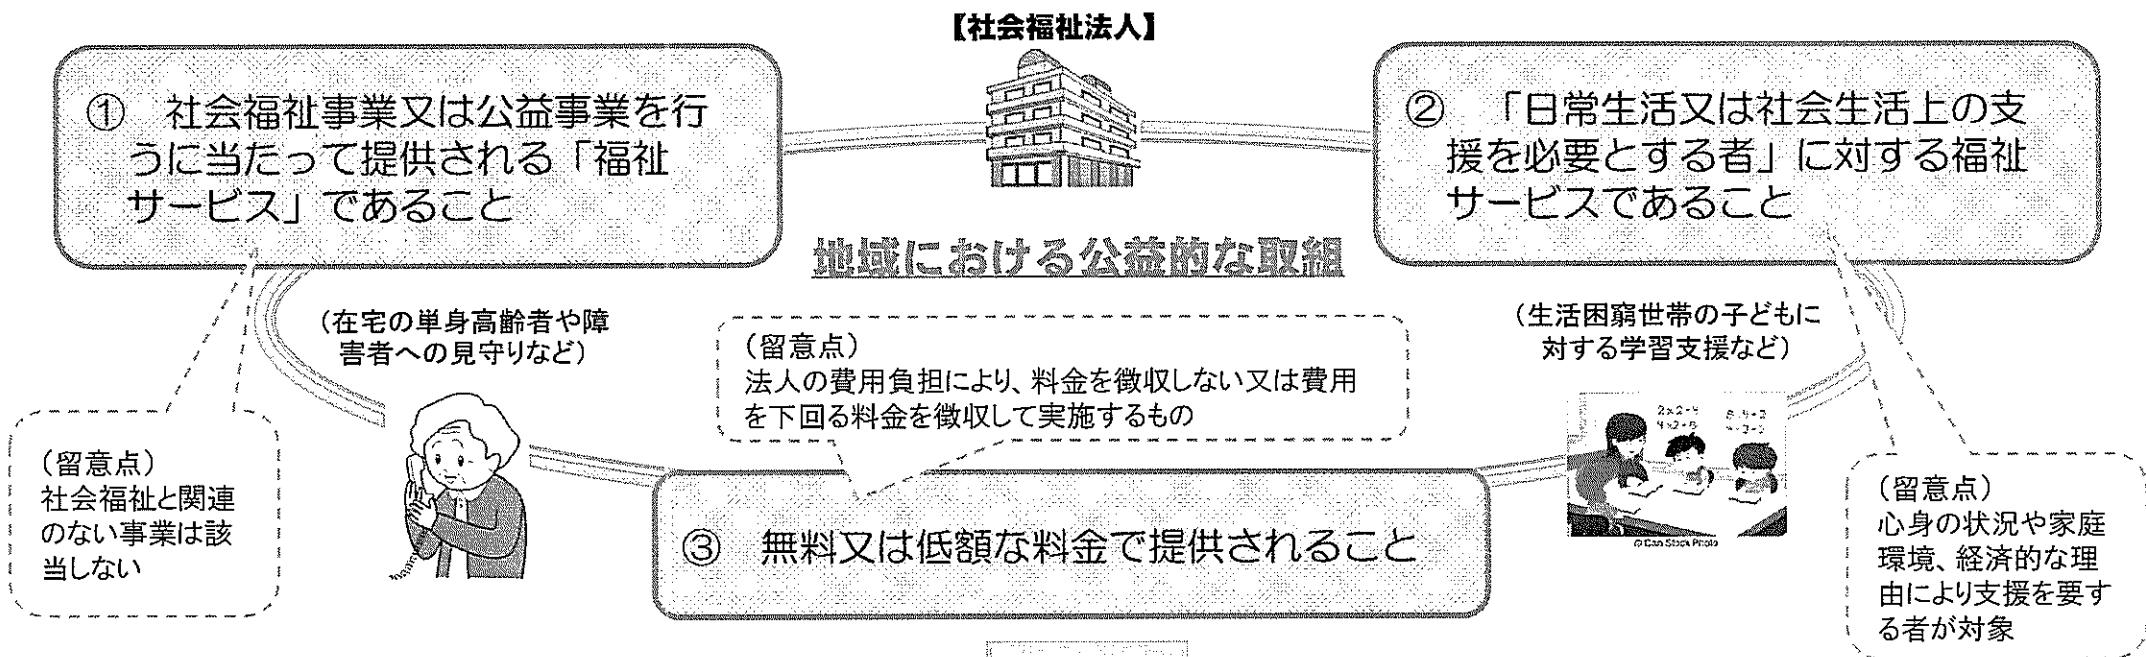 【社会福祉法人】
① 社会福祉事業又は公益事業を行
うに当たって提供される「福祉
サービス」であること
② 「日常生活又は社会生活上の支
援を必要とする者」に対する福祉
サービスであること
地域における公益的な取組
(在宅の単身高齢者や障
害者への見守りなど)
(留意点)
法人の費用負担により、料金を徴収しない又は費用
を下回る料金を徴収して実施するもの
(生活困窮世帯の子どもに
対する学習支援など)
2×2=4
4×2=8
(留意点)
社会福祉と関連
のない事業は該
当しない
③ 無料又は低額な料金で提供されること
© Can Stock Photo
(留意点)
心身の状況や家庭
環境、経済的な理
由により支援を要す
る者が対象